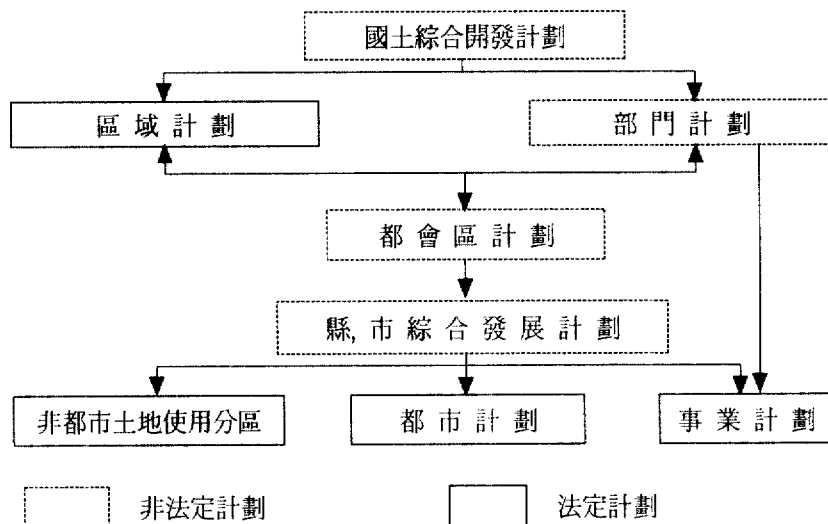 國土綜合開發計劃
區域計劃
部門計劃
都會區計劃
縣,市綜合發展計劃
非都市土地使用分區
都市計劃
事業計劃
非法定計劃
法定計劃